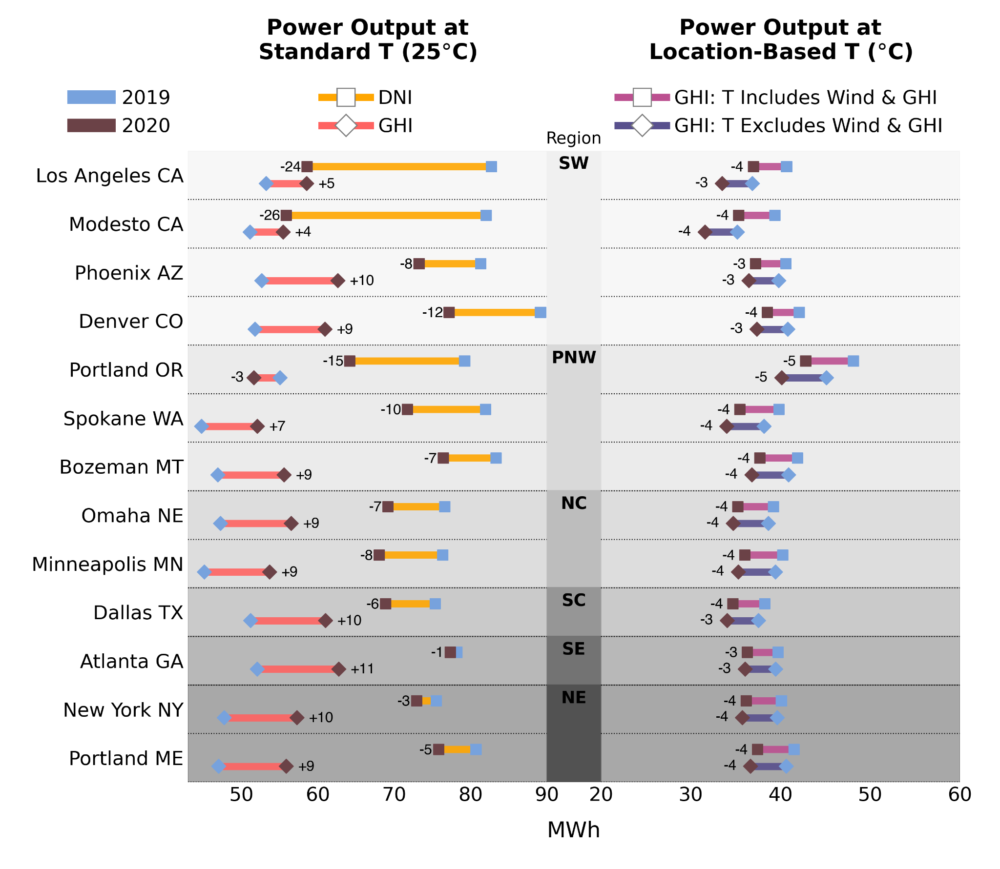 Power Output at
Standard T (25°C)
Power Output at
Location-Based T (°C)
2019
2020
DNI
GHI
GHI: T Includes Wind & GHI
GHI: T Excludes Wind & GHI
Region
Los Angeles CA
-24
+5
SW
-4
-3
Modesto CA
-26
+4
-4
-4
Phoenix AZ
-8
+10
-3
-3
Denver CO
-12
+9
-4
-3
Portland OR
-15
-3
PNW
-5
-5
Spokane WA
-10
+7
-4
-4
Bozeman MT
-7
+9
-4
-4
Omaha NE
-7
+9
NC
-4
-4
Minneapolis MN
-8
+9
-4
-4
Dallas TX
-6
+10
SC
-4
-3
Atlanta GA
-1
+11
SE
-3
-3
New York NY
-3
+10
NE
-4
-4
Portland ME
-5
+9
-4
-4
50 60 70 80 90 20 30 40 50 60
MWh